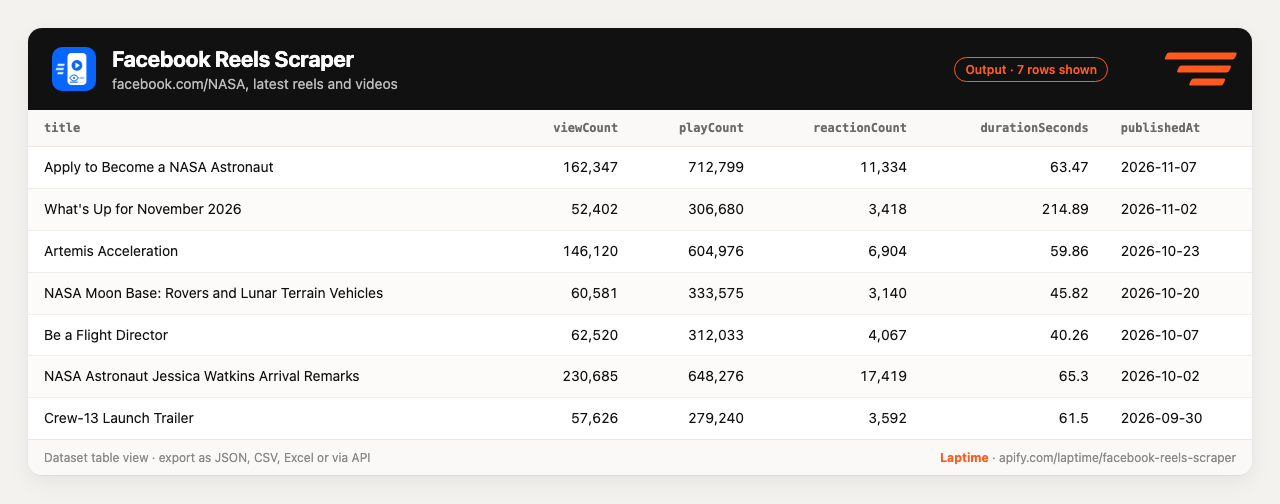 Facebook Reels Scraper
facebook.com/NASA, latest reels and videos
Output · 7 rows shown
title viewCount playCount reactionCount durationSeconds publishedAt
Apply to Become a NASA Astronaut 162,347 712,799 11,334 63.47 2026-11-07
What's Up for November 2026 52,402 306,680 3,418 214.89 2026-11-02
Artemis Acceleration 146,120 604,976 6,904 59.86 2026-10-23
NASA Moon Base: Rovers and Lunar Terrain Vehicles 60,581 333,575 3,140 45.82 2026-10-20
Be a Flight Director 62,520 312,033 4,067 40.26 2026-10-07
NASA Astronaut Jessica Watkins Arrival Remarks 230,685 648,276 17,419 65.3 2026-10-02
Crew-13 Launch Trailer 57,626 279,240 3,592 61.5 2026-09-30
Dataset table view · export as JSON, CSV, Excel or via API
Laptime · apify.com/laptime/facebook-reels-scraper